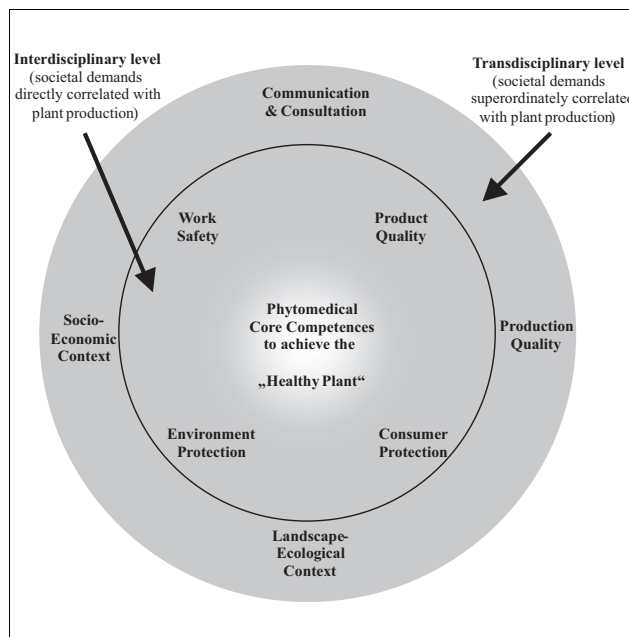 Interdisciplinary level
(societal demands
directly correlated with
plant production)
Transdisciplinary level
(societal demands
superordinately correlated
with plant production)
Communication
& Consultation
Work
Safety
Product
Quality
Phytomedical
Core Competences
to achieve the
„Healthy Plant“
Socio-
Economic
Context
Production
Quality
Environment
Protection
Consumer
Protection
Landscape-
Ecological
Context